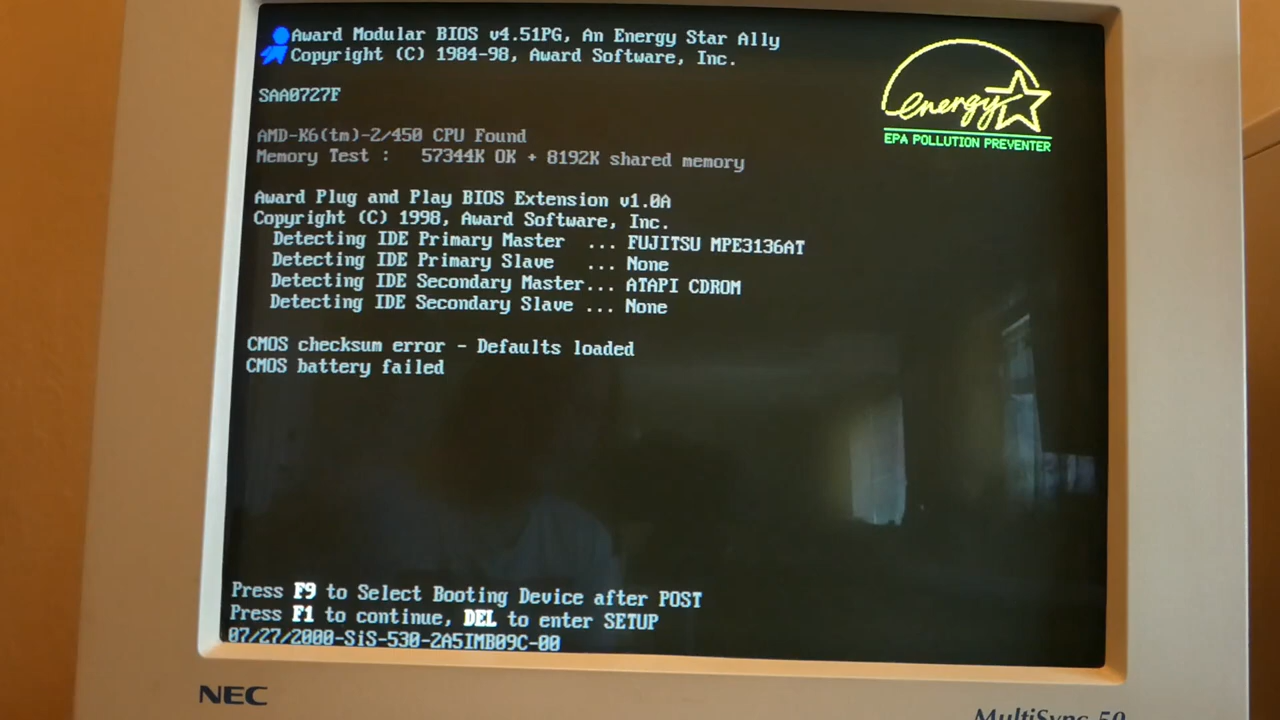 Award Modular BIOS v4.51PG, An Energy Star Ally
Copyright (C) 1984-98, Award Software, Inc.
energy
EPA POLLUTION PREVENTER
SAA0727F
AMD-K6(tm)-2/450 CPU Found
Memory Test :   57344K OK + 8192K shared memory
Award Plug and Play BIOS Extension v1.0A
Copyright (C) 1998, Award Software, Inc.
Detecting IDE Primary Master   ... FUJITSU MPE3136AT
Detecting IDE Primary Slave    ... None
Detecting IDE Secondary Master... ATAPI CDROM
Detecting IDE Secondary Slave ... None
CMOS checksum error - Defaults loaded
CMOS battery failed
Press F9 to Select Booting Device after POST
Press F1 to continue, DEL to enter SETUP
07/27/2000-SiS-530-2A5IMB09C-00
NEC
MultiSync 50